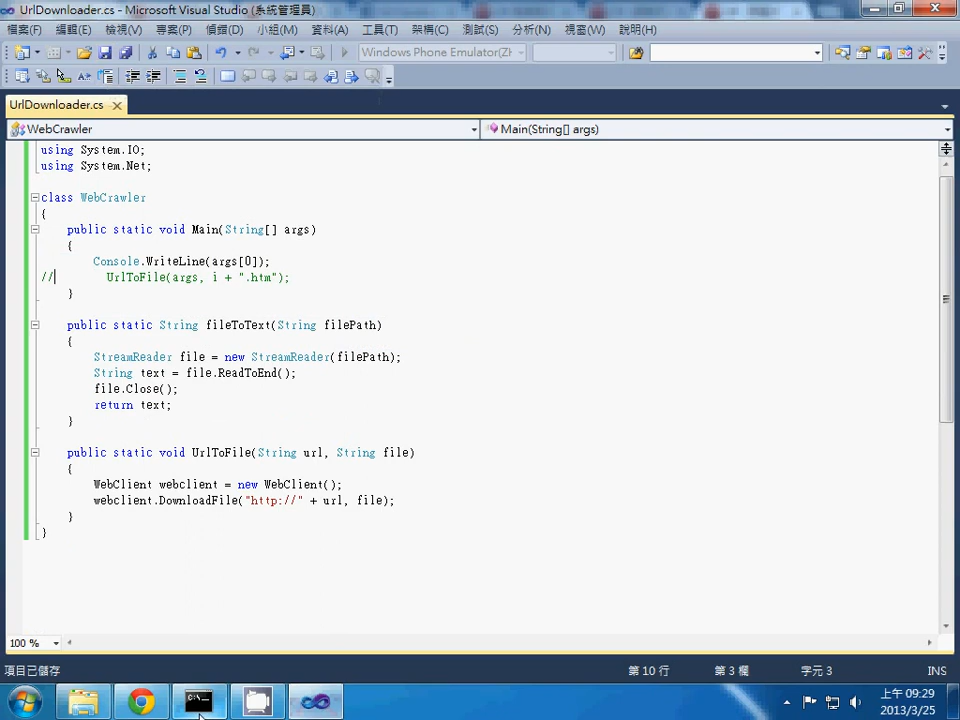 UrlDownloader.cs - Microsoft Visual Studio (系統管理員)
檔案(F) 編輯(E) 檢視(V) 專案(P) 偵錯(D) 小組(M) 資料(A) 工具(T) 架構(C) 測試(S) 分析(N) 視窗(W) 說明(H)
Windows Phone Emulator(ZH
UrlDownloader.cs
WebCrawler Main(String[] args)
using System.IO;
using System.Net;
class WebCrawler
{
public static void Main(String[] args)
{
Console.WriteLine(args[0]);
// UrlToFile(args, i + ".htm");
}
public static String fileToText(String filePath)
{
StreamReader file = new StreamReader(filePath);
String text = file.ReadToEnd();
file.Close();
return text;
}
public static void UrlToFile(String url, String file)
{
WebClient webclient = new WebClient();
webclient.DownloadFile("http://" + url, file);
}
}
100 %
項目已儲存 第 10 行 第 3 欄 字元 3 INS
上午 09:29
2013/3/25